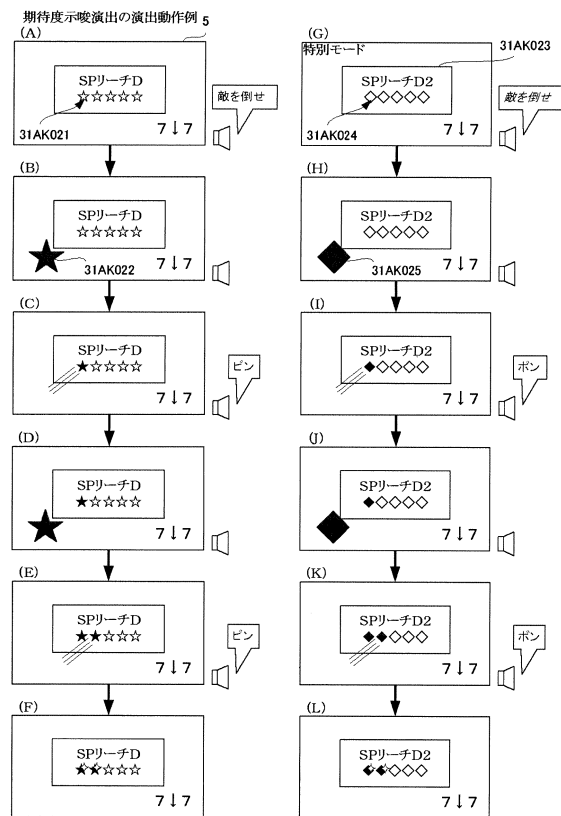 期待度示唆演出の演出動作例 5
(A)
SPリーチD
☆☆☆☆☆
31AK021
7↓7
敵を倒せ
(B)
SPリーチD
☆☆☆☆☆
31AK022
7↓7
(C)
SPリーチD
★☆☆☆☆
7↓7
ピン
(D)
SPリーチD
★☆☆☆☆
7↓7
(E)
SPリーチD
★★☆☆☆
7↓7
ピン
(F)
SPリーチD
★★☆☆☆
7↓7
(G)
特別モード
31AK023
SPリーチD2
◇◇◇◇◇
31AK024
7↓7
敵を倒せ
(H)
SPリーチD2
◇◇◇◇◇
31AK025
7↓7
(I)
SPリーチD2
◆◇◇◇◇
7↓7
ポン
(J)
SPリーチD2
◆◇◇◇◇
7↓7
(K)
SPリーチD2
◆◆◇◇◇
7↓7
ポン
(L)
SPリーチD2
◆◆◇◇◇
7↓7